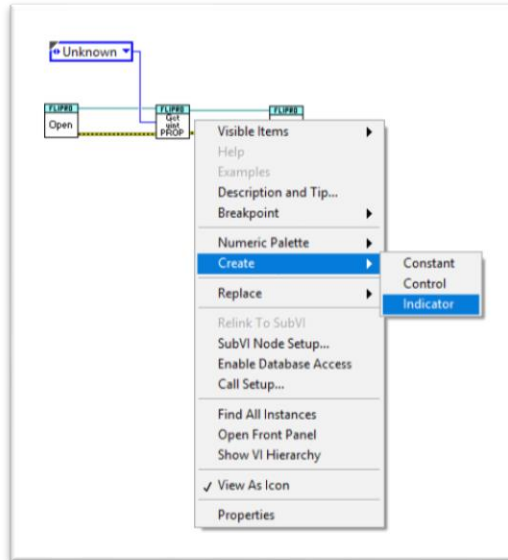 Unknown
FLIPRO
FLIPRO
FLIPRO
Open
Get
uint
PROP
Visible Items
Help
Examples
Description and Tip...
Breakpoint
Numeric Palette
Create
Replace
Constant
Control
Indicator
Relink To SubVI
SubVI Node Setup...
Enable Database Access
Call Setup...
Find All Instances
Open Front Panel
Show VI Hierarchy
View As Icon
Properties